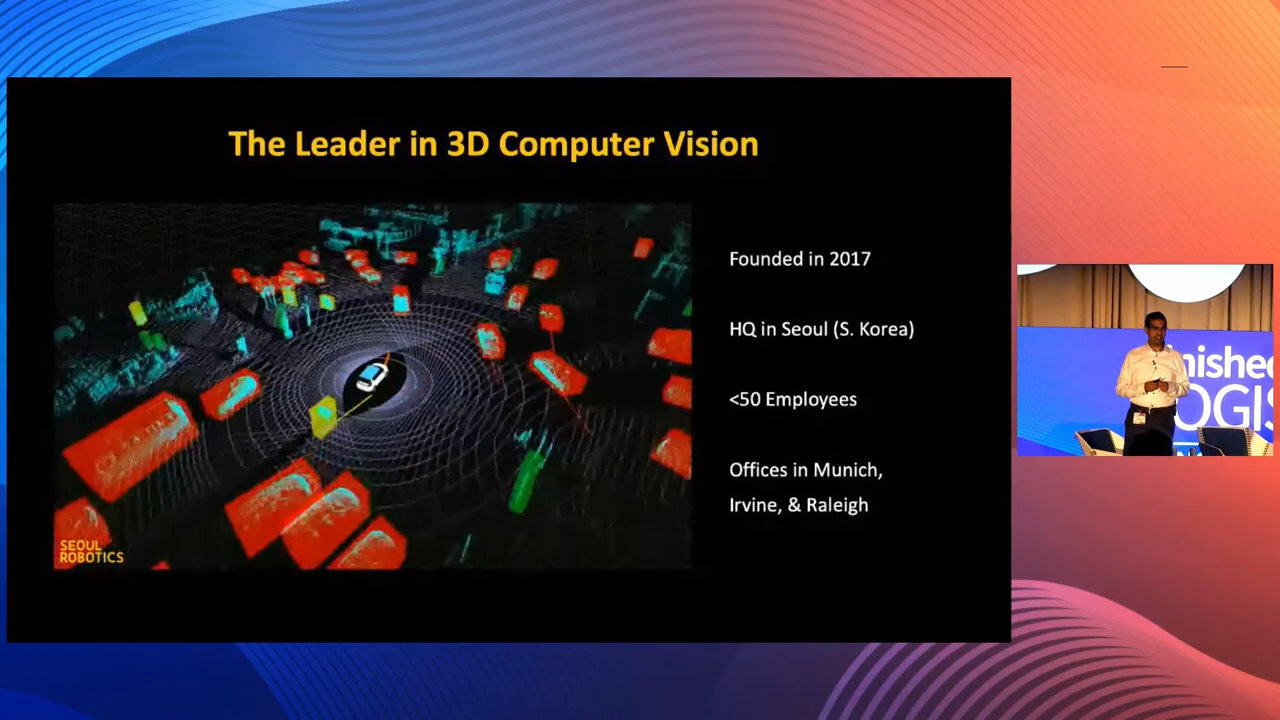 The Leader in 3D Computer Vision
Founded in 2017
HQ in Seoul (S. Korea)
<50 Employees
Offices in Munich,
Irvine, & Raleigh
SEOUL
ROBOTICS